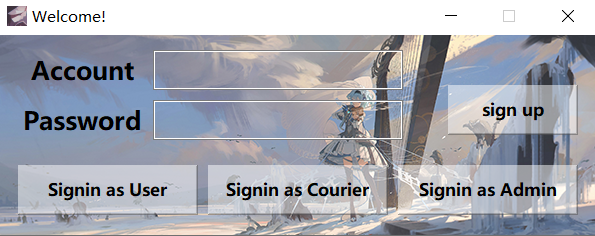 Welcome!
Account
Password
sign up
Signin as User
Signin as Courier
Signin as Admin